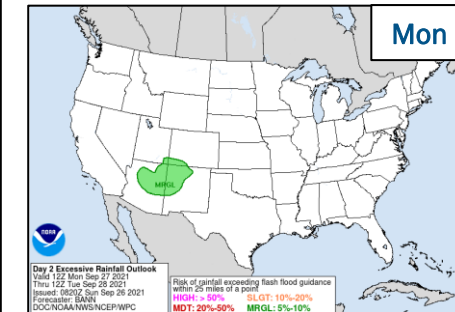 Mon
MRGL
NOAA
Day 2 Excessive Rainfall Outlook
Valid 12Z Mon Sep 27 2021
Thru 12Z Tue Sep 28 2021
Issued: 0820Z Sun Sep 26 2021
Forecaster: BANN
DOC/NOAA/NWS/NCEP/WPC
Risk of rainfall exceeding flash flood guidance
within 25 miles of a point
HIGH: > 50% SLGT: 10%-20%
MDT: 20%-50% MRGL: 5%-10%